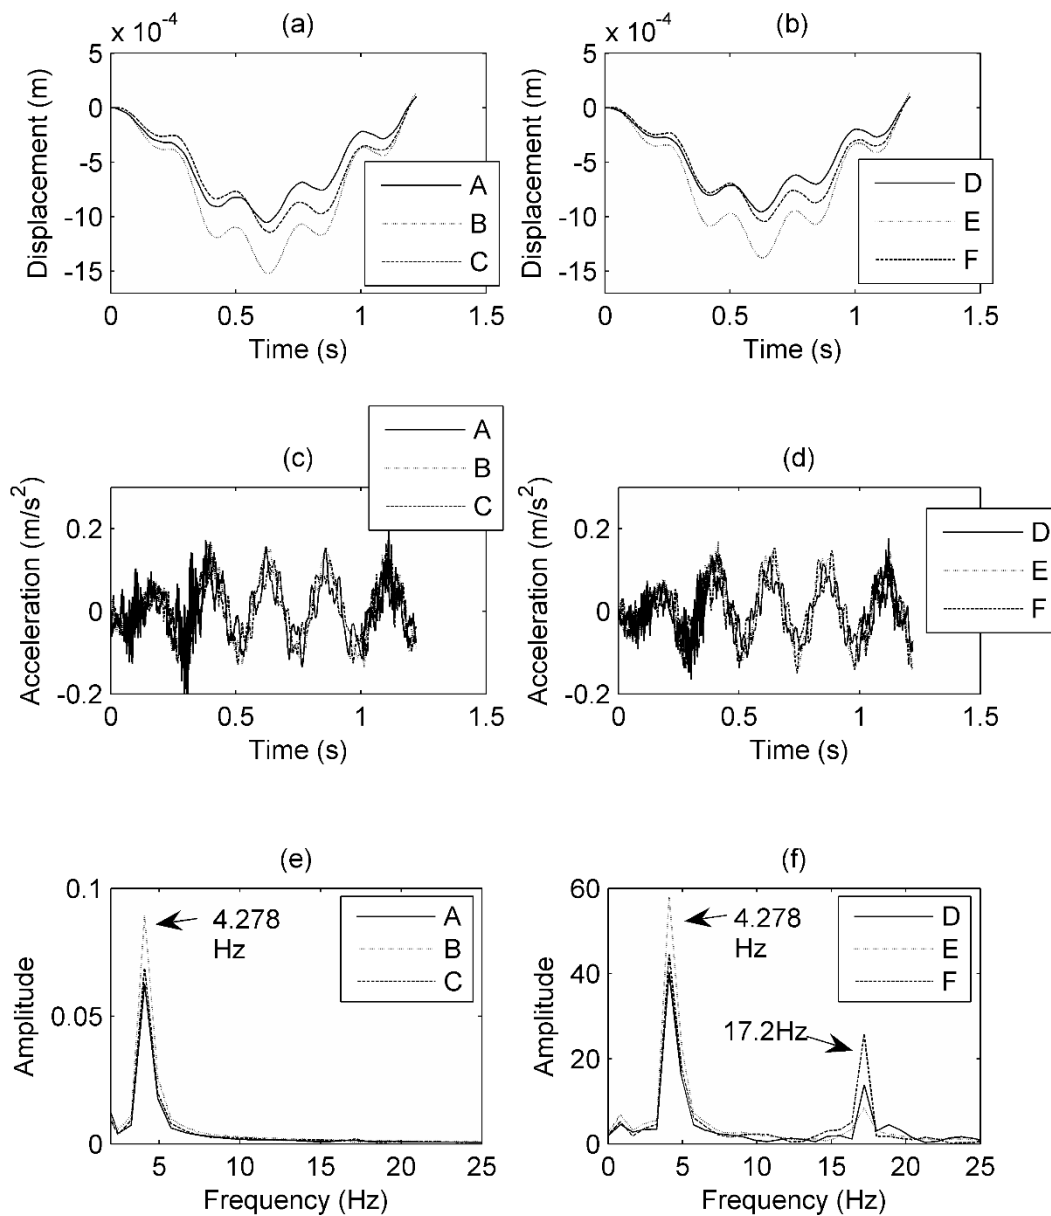 (a)
x 10-4
5
0
-5
-10
-15
Displacement (m)
A
B
C
0 0.5 1 1.5
Time (s)
(b)
x 10-4
5
0
-5
-10
-15
Displacement (m)
D
E
F
0 0.5 1 1.5
Time (s)
(c)
0.2
0
-0.2
Acceleration (m/s2)
A
B
C
0 0.5 1 1.5
Time (s)
(d)
0.2
0
-0.2
Acceleration (m/s2)
D
E
F
0 0.5 1 1.5
Time (s)
(e)
0.1
0.05
0
Amplitude
4.278
Hz
A
B
C
5 10 15 20 25
Frequency (Hz)
(f)
60
40
20
0
Amplitude
4.278
Hz
17.2Hz
D
E
F
0 5 10 15 20 25
Frequency (Hz)